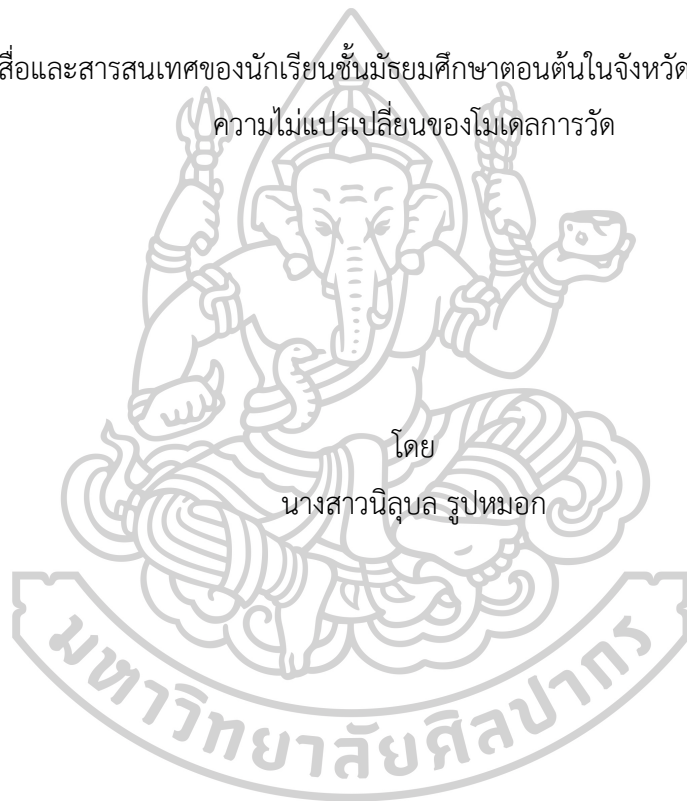 สื่อและสารสนเทศของนักเรียนชั้นมัธยมศึกษาตอนต้นในจังหวัด
ความไม่แปรเปลี่ยนของโมเดลการวัด
โดย
นางสาวนิลุบล รูปหมอก
มหาวิทยาลัยศิลปากร